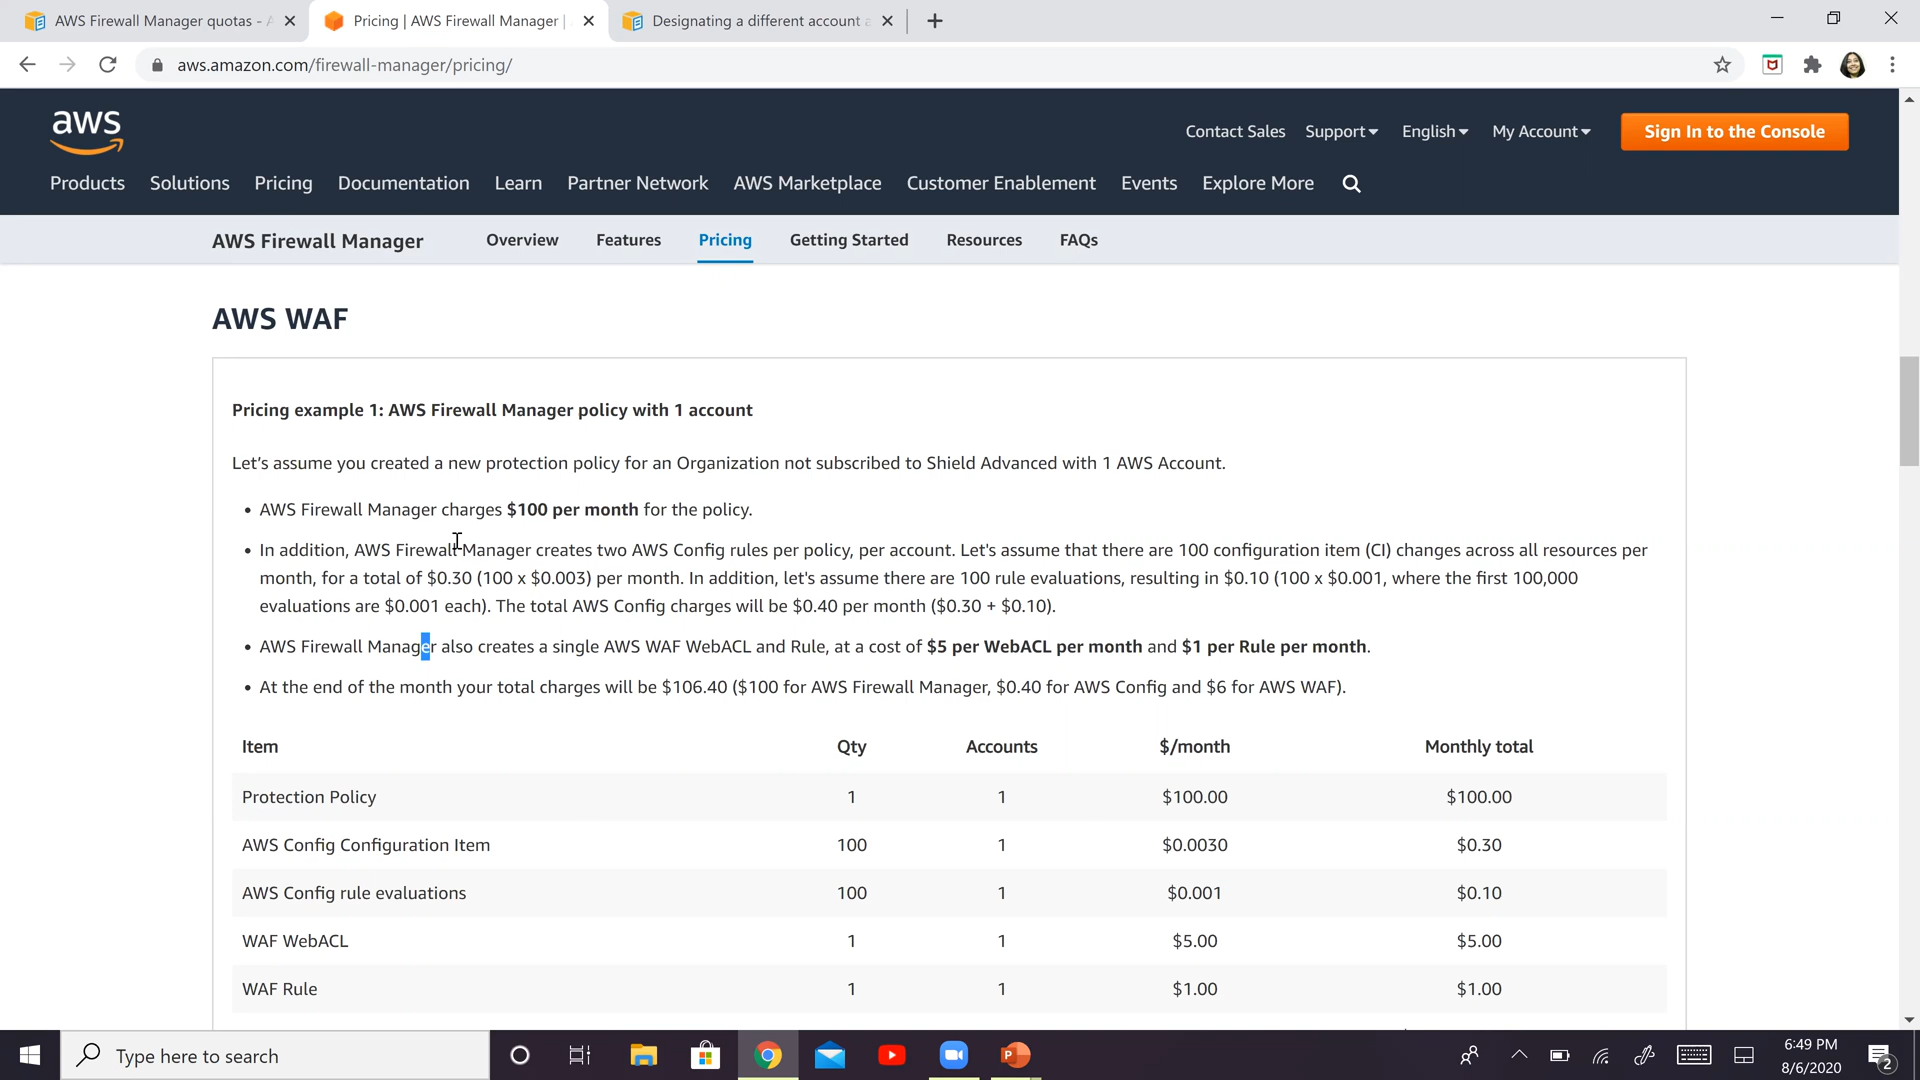 AWS Firewall Manager quotas - A
Pricing | AWS Firewall Manager |
Designating a different account a
aws.amazon.com/firewall-manager/pricing/
aws
Contact Sales
Support
English
My Account
Sign In to the Console
Products
Solutions
Pricing
Documentation
Learn
Partner Network
AWS Marketplace
Customer Enablement
Events
Explore More
AWS Firewall Manager
Overview
Features
Pricing
Getting Started
Resources
FAQs
AWS WAF
Pricing example 1: AWS Firewall Manager policy with 1 account
Let's assume you created a new protection policy for an Organization not subscribed to Shield Advanced with 1 AWS Account.
• AWS Firewall Manager charges $100 per month for the policy.
• In addition, AWS Firewall Manager creates two AWS Config rules per policy, per account. Let's assume that there are 100 configuration item (CI) changes across all resources per
month, for a total of $0.30 (100 x $0.003) per month. In addition, let's assume there are 100 rule evaluations, resulting in $0.10 (100 x $0.001, where the first 100,000
evaluations are $0.001 each). The total AWS Config charges will be $0.40 per month ($0.30 + $0.10).
• AWS Firewall Manager also creates a single AWS WAF WebACL and Rule, at a cost of $5 per WebACL per month and $1 per Rule per month.
• At the end of the month your total charges will be $106.40 ($100 for AWS Firewall Manager, $0.40 for AWS Config and $6 for AWS WAF).
Item Qty Accounts $/month Monthly total
Protection Policy 1 1 $100.00 $100.00
AWS Config Configuration Item 100 1 $0.0030 $0.30
AWS Config rule evaluations 100 1 $0.001 $0.10
WAF WebACL 1 1 $5.00 $5.00
WAF Rule 1 1 $1.00 $1.00
Type here to search
6:49 PM
8/6/2020
2